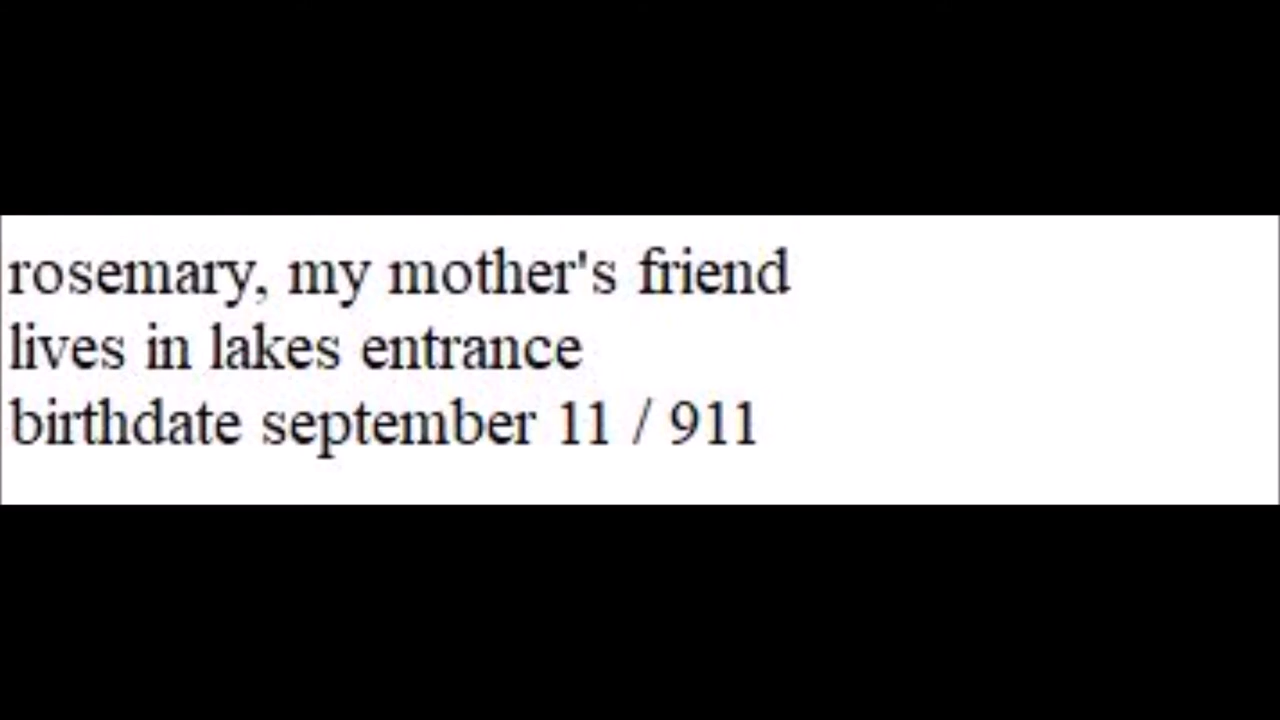 rosemary, my mother's friend
lives in lakes entrance
birthdate september 11 / 911